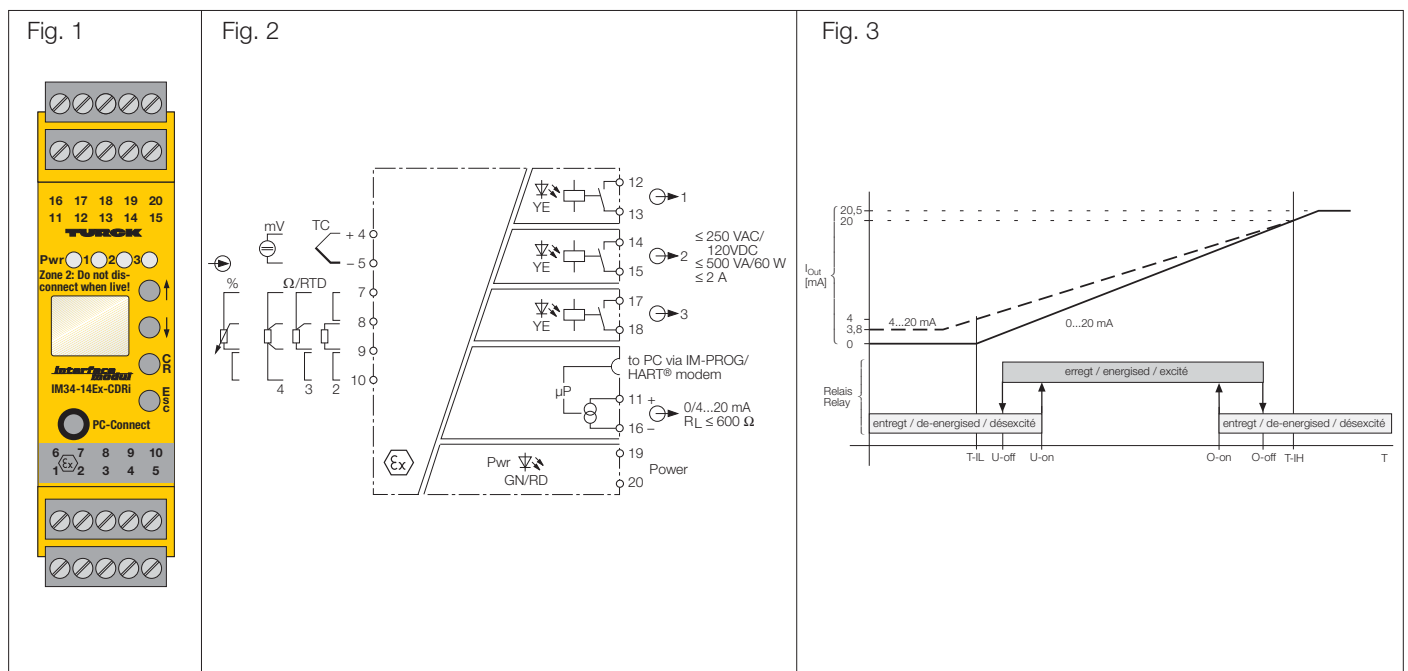 Fig. 1
16 17 18 19 20
11 12 13 14 15
TURCK
Pwr 1 2 3
Zone 2: Do not dis-
connect when live!
CR
Interface
modul
IM34-14Ex-CDRi
Esc
PC-Connect
6 7 8 9 10
Ex
1 2 3 4 5
Fig. 2
mV
TC
+ 4
– 5
%
Ω/RTD
7
8
9
10
4 3 2
12
YE
13
1
14
YE
15
2
≤ 250 VAC/
120VDC
≤ 500 VA/60 W
≤ 2 A
17
YE
18
3
to PC via IM-PROG/
HART® modem
µP
11 +
16 –
0/4...20 mA
RL ≤ 600 Ω
Ex
Pwr
GN/RD
19
20
Power
Fig. 3
20,5
20
IOut
[mA]
4
3,8
0
4...20 mA
0...20 mA
erregt / energised / excité
Relais
Relay
entregt / de-energised / désexcité
entregt / de-energised / désexcité
T-IL U-off U-on O-on O-off T-IH T